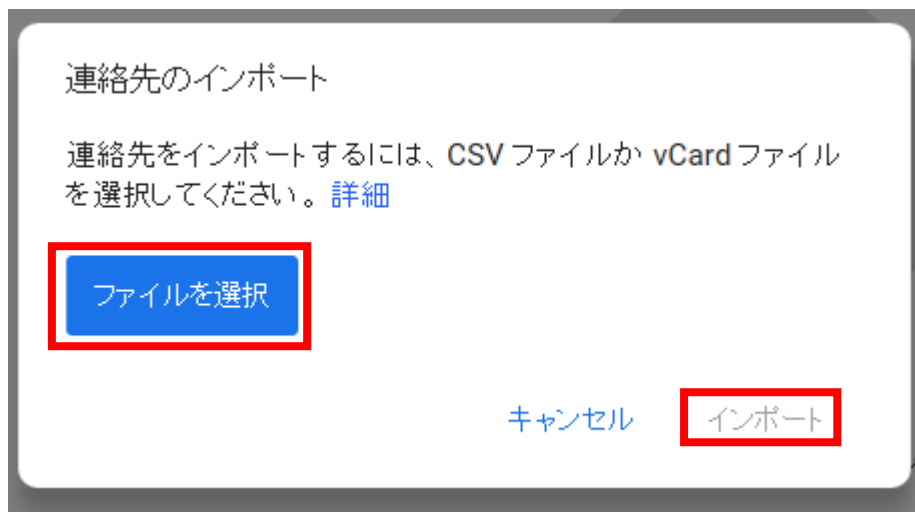 連絡先のインポート
連絡先をインポートするには、CSV ファイルか vCard ファイル
を選択してください。詳細
ファイルを選択
キャンセル インポート